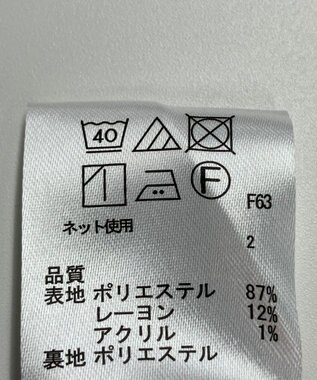 40
F
F63
ネット使用
2
品質
表地 ポリエステル 87%
レーヨン 12%
アクリル 1%
裏地 ポリエステル